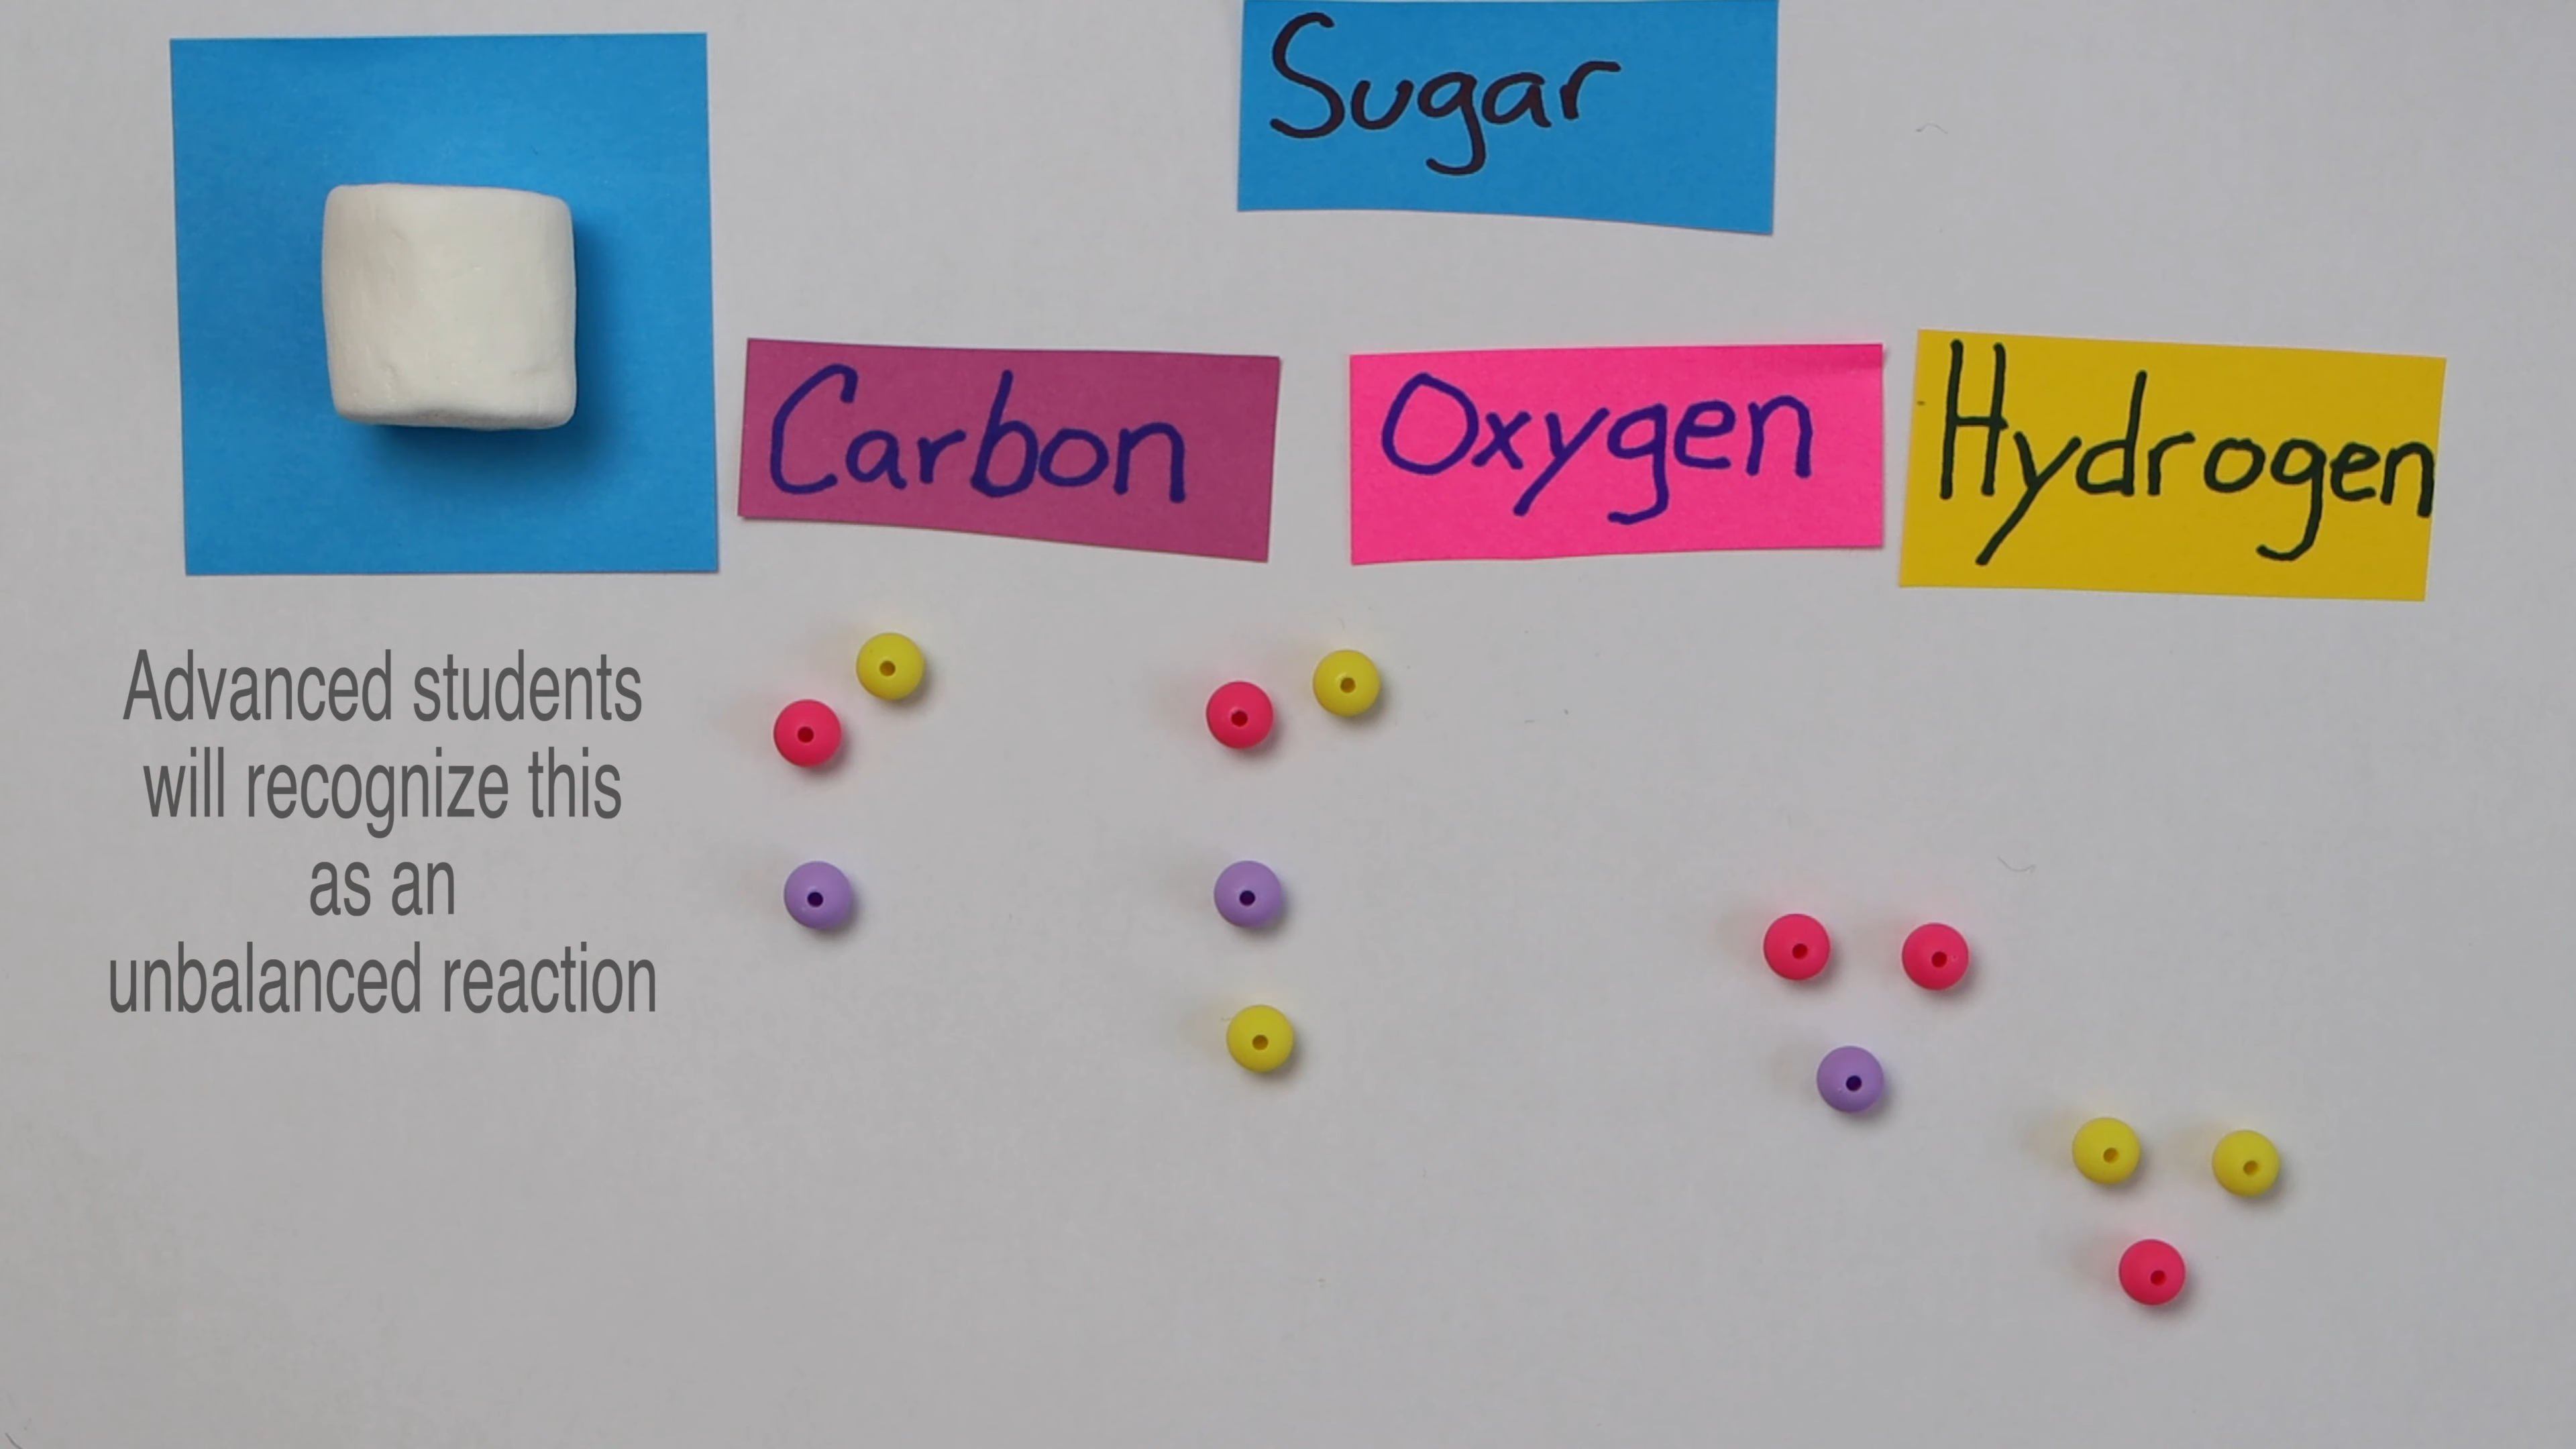 Sugar
Carbon
Oxygen
Hydrogen
Advanced students
will recognize this
as an
unbalanced reaction